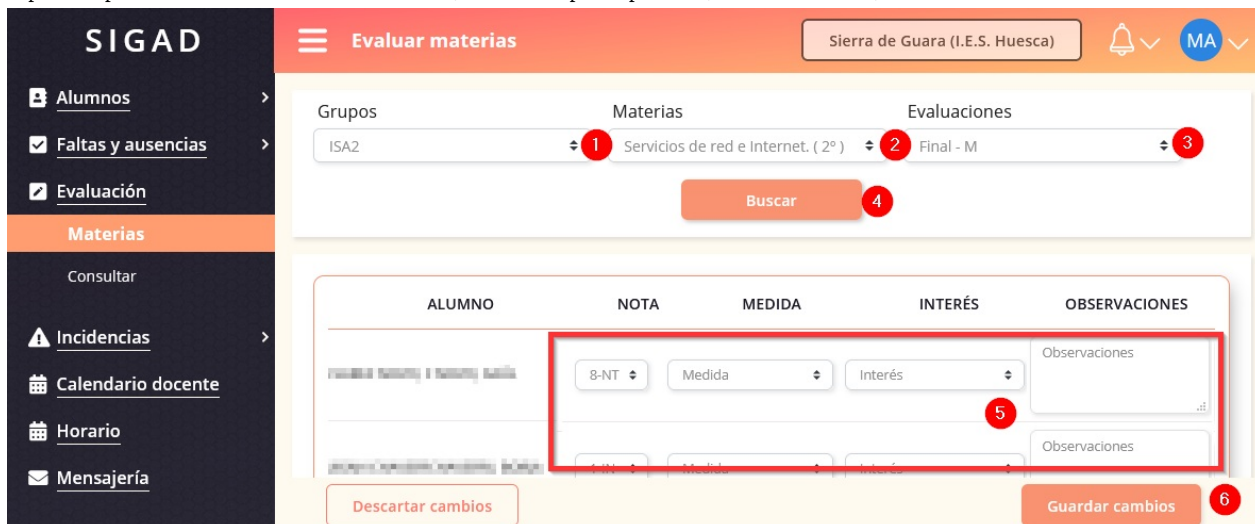 SIGAD
Evaluar materias
Sierra de Guara (I.E.S. Huesca)
MA
Alumnos
Faltas y ausencias
Evaluación
Materias
Consultar
Incidencias
Calendario docente
Horario
Mensajería
Grupos Materias Evaluaciones
ISA2 1 Servicios de red e Internet. ( 2º ) 2 Final - M 3
Buscar 4
ALUMNO NOTA MEDIDA INTERÉS OBSERVACIONES
8-NT Medida Interés Observaciones
5
Medida Interés Observaciones
Descartar cambios Guardar cambios 6